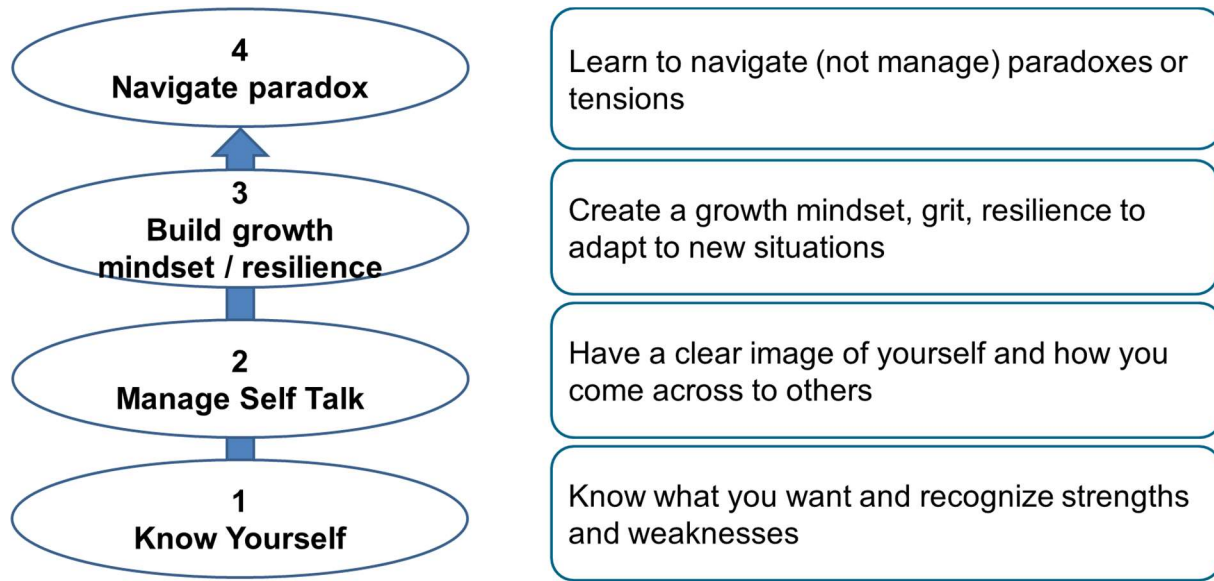 4
Navigate paradox
Learn to navigate (not manage) paradoxes or
tensions
3
Build growth
mindset / resilience
Create a growth mindset, grit, resilience to
adapt to new situations
2
Manage Self Talk
Have a clear image of yourself and how you
come across to others
1
Know Yourself
Know what you want and recognize strengths
and weaknesses